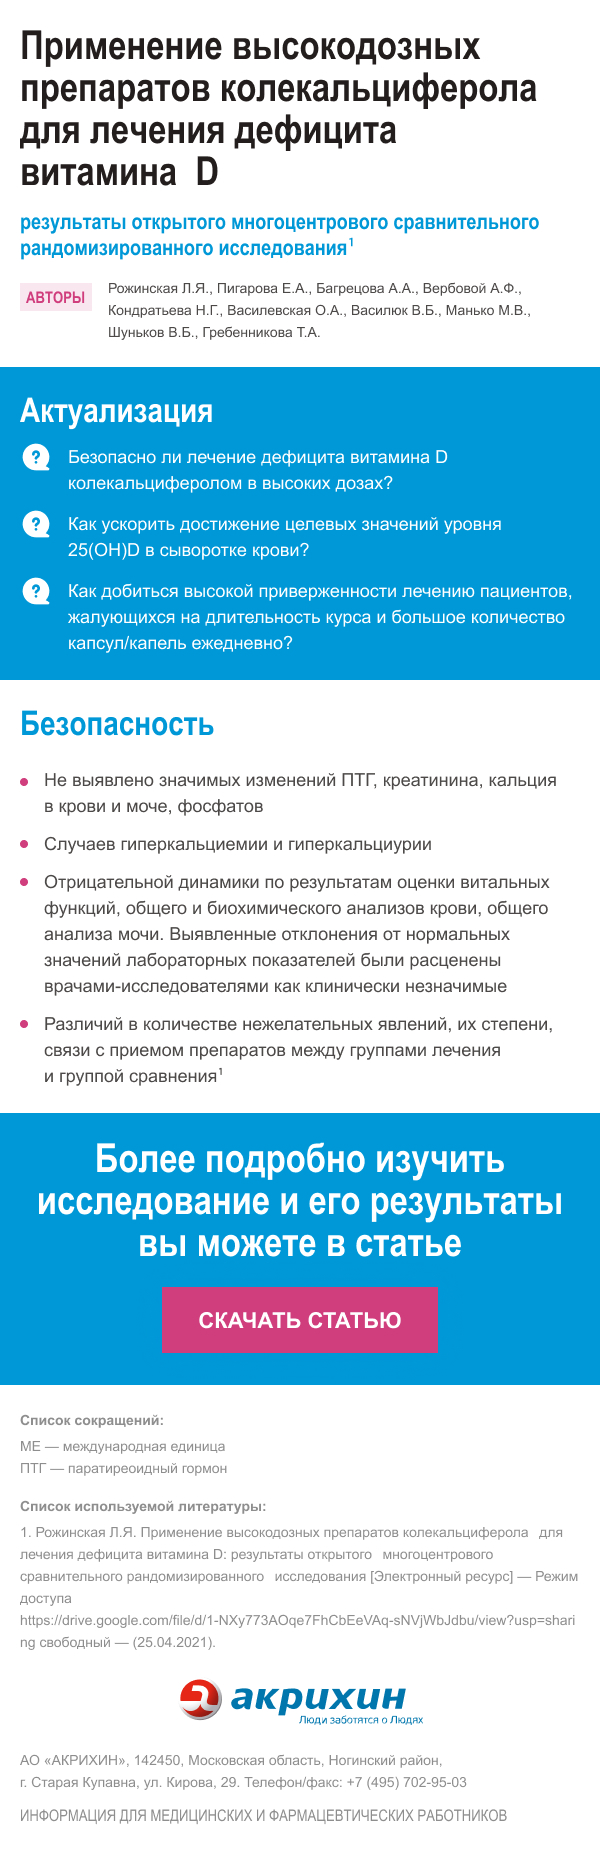 Применение высокодозных
препаратов колекальциферола
для лечения дефицита
витамина D
результаты открытого многоцентрового сравнительного
рандомизированного исследования¹
АВТОРЫ
Рожинская Л.Я., Пигарова Е.А., Багрецова А.А., Вербовой А.Ф.,
Кондратьева Н.Г., Василевская О.А., Василюк В.Б., Манько М.В.,
Шуньков В.Б., Гребенникова Т.А.
Актуализация
? Безопасно ли лечение дефицита витамина D
колекальциферолом в высоких дозах?
? Как ускорить достижение целевых значений уровня
25(OH)D в сыворотке крови?
? Как добиться высокой приверженности лечению пациентов,
жалующихся на длительность курса и большое количество
капсул/капель ежедневно?
Безопасность
• Не выявлено значимых изменений ПТГ, креатинина, кальция
в крови и моче, фосфатов
• Случаев гиперкальциемии и гиперкальциурии
• Отрицательной динамики по результатам оценки витальных
функций, общего и биохимического анализов крови, общего
анализа мочи. Выявленные отклонения от нормальных
значений лабораторных показателей были расценены
врачами-исследователями как клинически незначимые
• Различий в количестве нежелательных явлений, их степени,
связи с приемом препаратов между группами лечения
и группой сравнения¹
Более подробно изучить
исследование и его результаты
вы можете в статье
СКАЧАТЬ СТАТЬЮ
Список сокращений:
МЕ — международная единица
ПТГ — паратиреоидный гормон
Список используемой литературы:
1. Рожинская Л.Я. Применение высокодозных препаратов колекальциферола для
лечения дефицита витамина D: результаты открытого многоцентрового
сравнительного рандомизированного исследования [Электронный ресурс] — Режим
доступа
https://drive.google.com/file/d/1-NXy773AOqe7FhCbEeVAq-sNVjWbJdbu/view?usp=shari
ng свободный — (25.04.2021).
акрихин
Люди заботятся о Людях
АО «АКРИХИН», 142450, Московская область, Ногинский район,
г. Старая Купавна, ул. Кирова, 29. Телефон/факс: +7 (495) 702-95-03
ИНФОРМАЦИЯ ДЛЯ МЕДИЦИНСКИХ И ФАРМАЦЕВТИЧЕСКИХ РАБОТНИКОВ